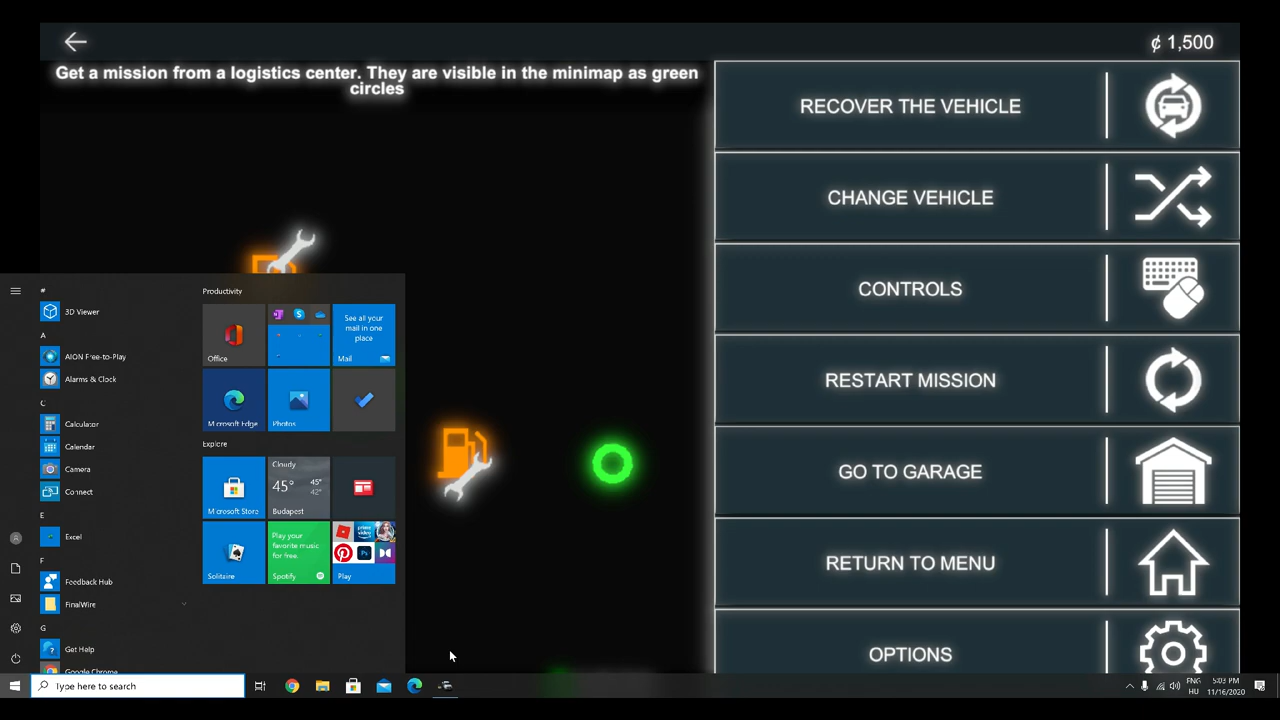 ₡ 1,500
Get a mission from a logistics center. They are visible in the minimap as green
circles
RECOVER THE VEHICLE
CHANGE VEHICLE
CONTROLS
RESTART MISSION
GO TO GARAGE
RETURN TO MENU
OPTIONS
#
3D Viewer
A
AION Free-to-Play
Alarms & Clock
C
Calculator
Calendar
Camera
Connect
E
Excel
F
Feedback Hub
FinalWire
G
Get Help
Google Chrome
Productivity
Office
See all your
mail in one
place
Mail
Microsoft Edge
Photos
Explore
Microsoft Store
Cloudy
45°
45°
42°
Budapest
Solitaire
Play your
favorite music
for free.
Spotify
Play
Type here to search
ENG
HU
5:03 PM
11/16/2020